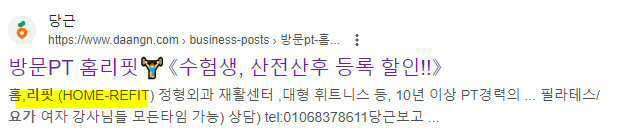 당근
https://www.daangn.com › business-posts › 방문pt-홈...
방문PT 홈리핏🏋️《수험생, 산전산후 등록 할인!!》
홈,리핏 (HOME-REFIT) 정형외과 재활센터 ,대형 휘트니스 등, 10년 이상 PT경력의 ... 필라테스/
요가 여자 강사님들 모든타임 가능) 상담) tel:01068378611당근보고 ...